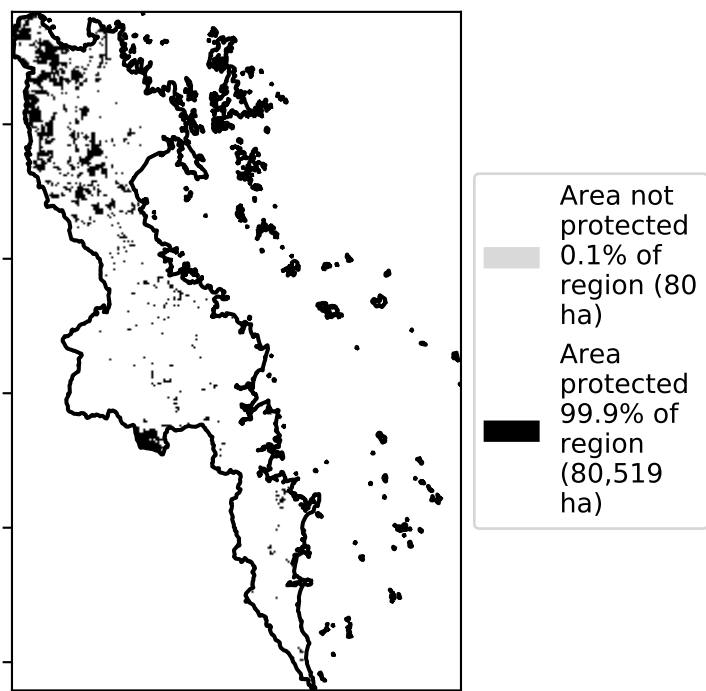 Area not
protected
0.1% of
region (80
ha)
Area
protected
99.9% of
region
(80,519
ha)